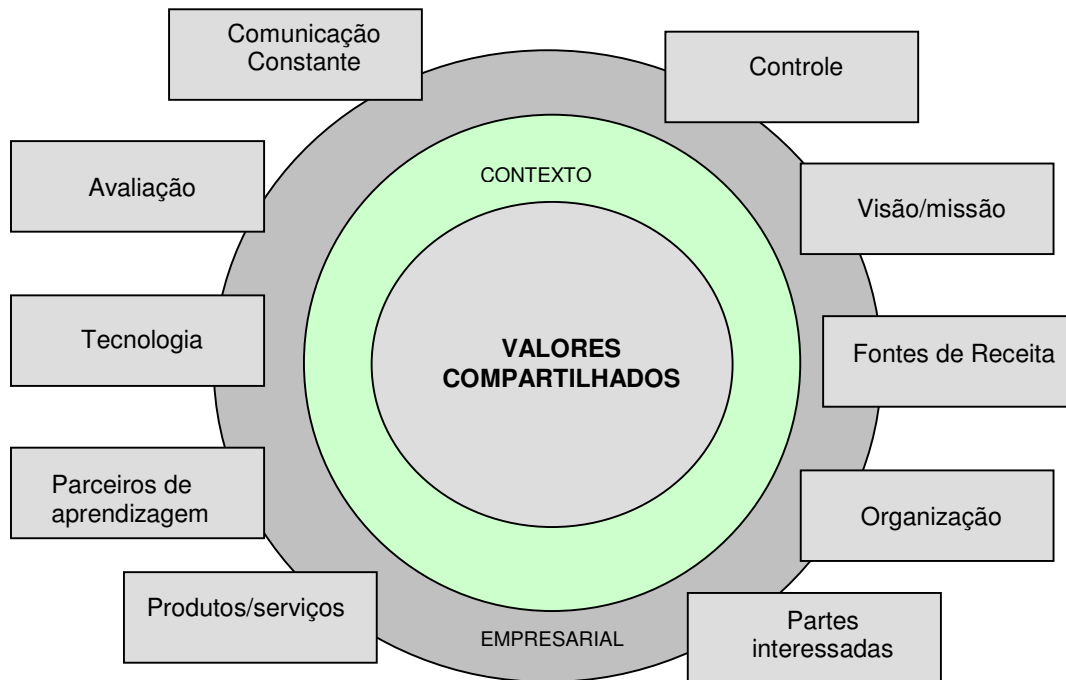 Comunicação
Constante
Controle
Avaliação
CONTEXTO
Visão/missão
Tecnologia
VALORES
COMPARTILHADOS
Fontes de Receita
Parceiros de
aprendizagem
Organização
Produtos/serviços
EMPRESARIAL
Partes
interessadas